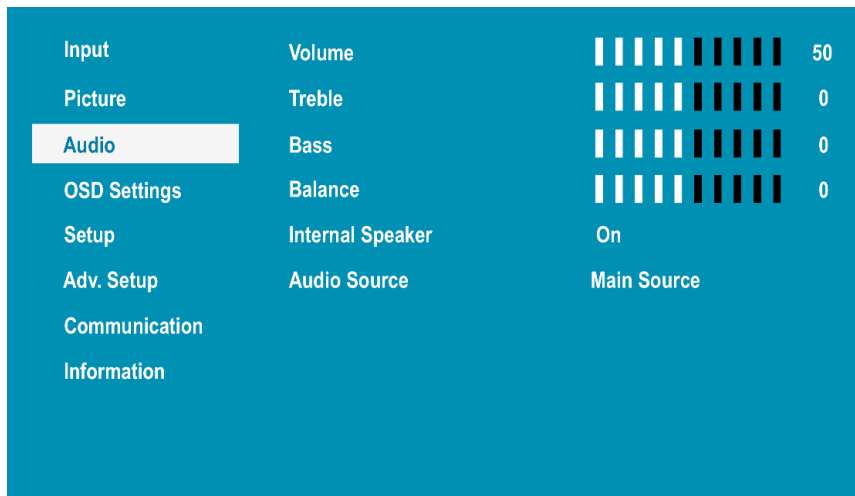 Input
Picture
Audio
OSD Settings
Setup
Adv. Setup
Communication
Information
Volume 50
Treble 0
Bass 0
Balance 0
Internal Speaker On
Audio Source Main Source